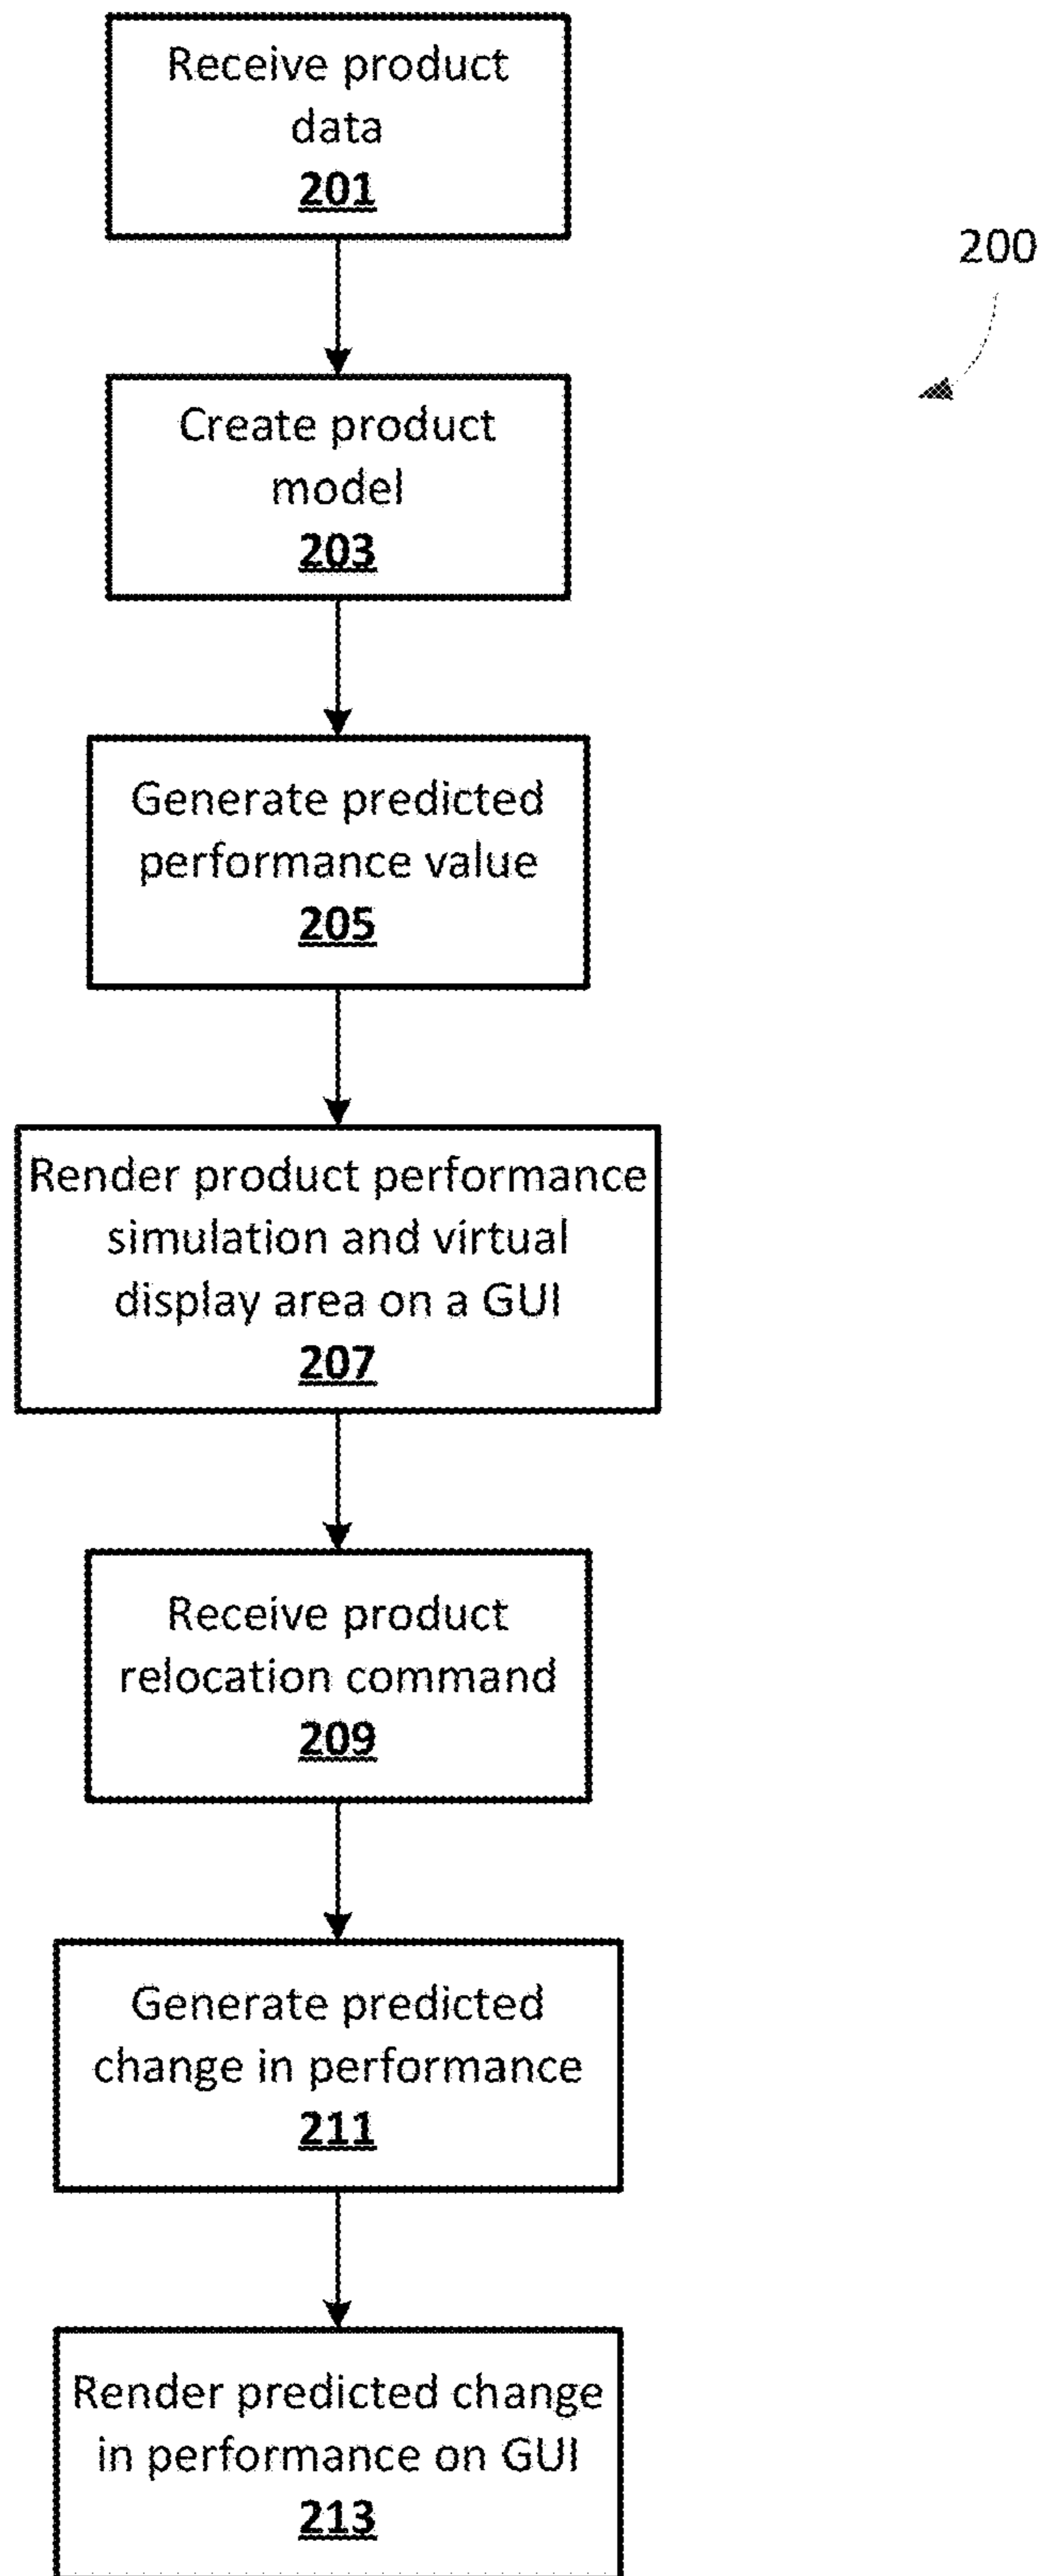 Receive product
data
201
200
Create product
model
203
Generate predicted
performance value
205
Render product performance
simulation and virtual
display area on a GUI
207
Receive product
relocation command
209
Generate predicted
change in performance
211
Render predicted change
in performance on GUI
213